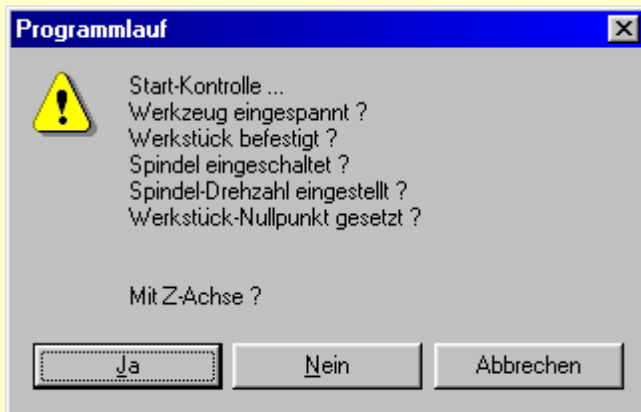 Programmlauf
Start-Kontrolle ...
Werkzeug eingespannt ?
Werkstück befestigt ?
Spindel eingeschaltet ?
Spindel-Drehzahl eingestellt ?
Werkstück-Nullpunkt gesetzt ?
Mit Z-Achse ?
Ja Nein Abbrechen